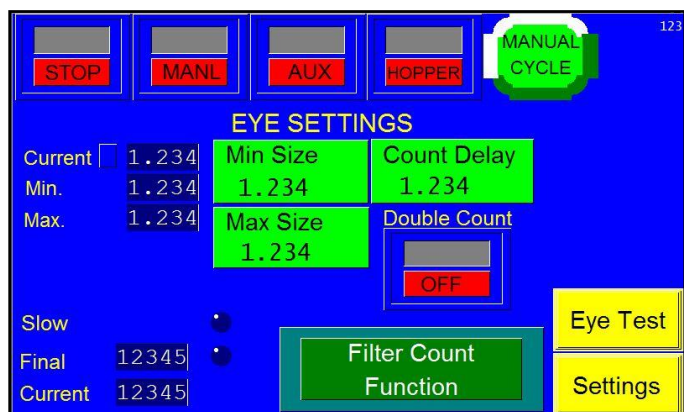 123
STOP MANL AUX HOPPER MANUAL
CYCLE
EYE SETTINGS
Current 1.234 Min Size Count Delay
Min. 1.234 1.234 1.234
Max. 1.234 Max Size Double Count
1.234
OFF
Slow
Final 12345
Current 12345
Filter Count
Function
Eye Test
Settings